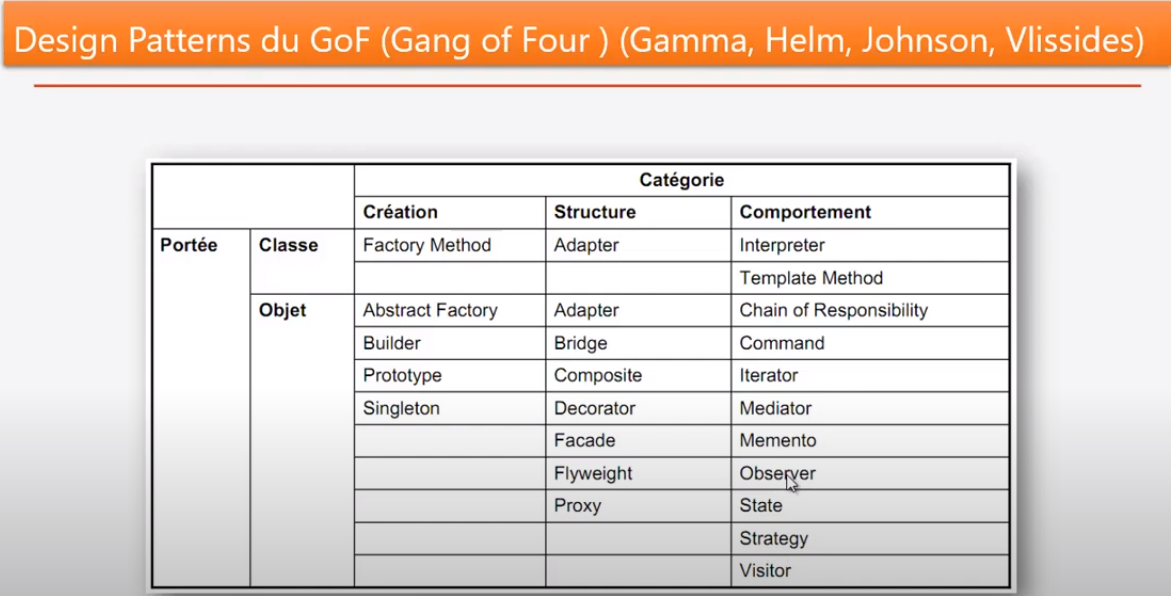 Design Patterns du GoF (Gang of Four ) (Gamma, Helm, Johnson, Vlissides)
Catégorie
Création Structure Comportement
Portée Classe Factory Method Adapter Interpreter
Template Method
Objet Abstract Factory Adapter Chain of Responsibility
Builder Bridge Command
Prototype Composite Iterator
Singleton Decorator Mediator
Facade Memento
Flyweight Observer
Proxy State
Strategy
Visitor